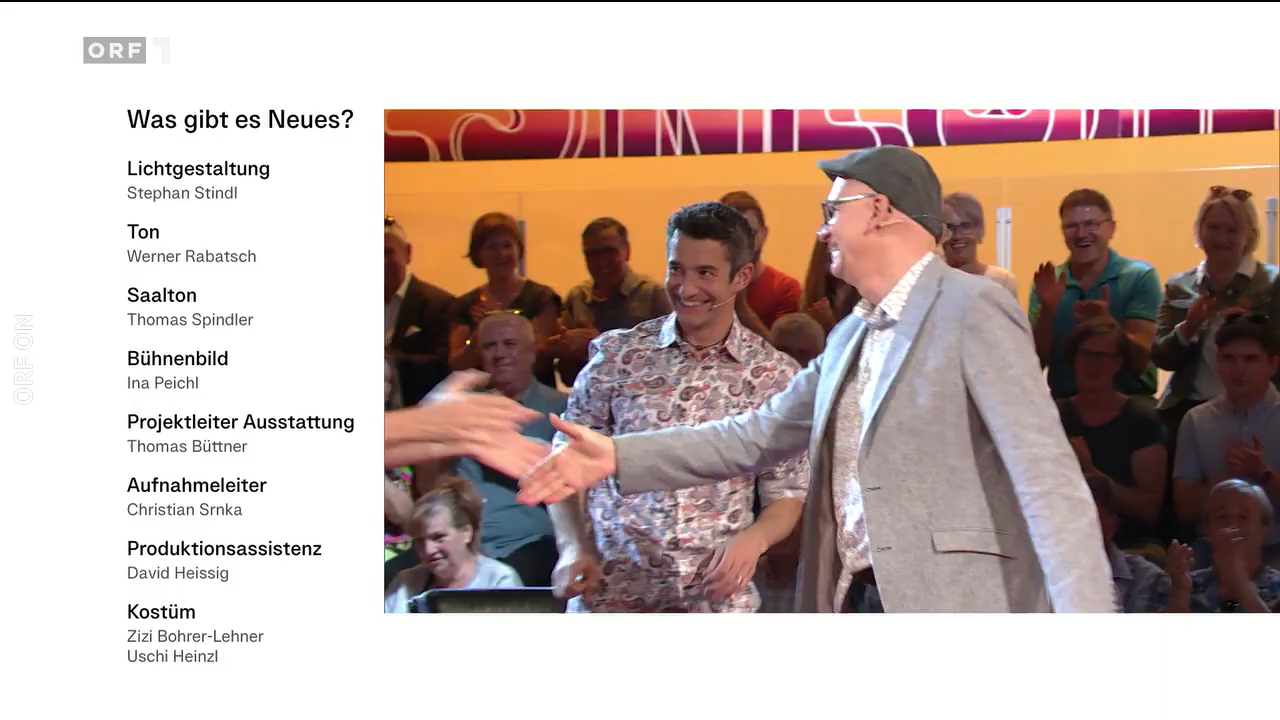 ORF 1
Was gibt es Neues?
Lichtgestaltung
Stephan Stindl
Ton
Werner Rabatsch
Saalton
Thomas Spindler
Bühnenbild
Ina Peichl
Projektleiter Ausstattung
Thomas Büttner
Aufnahmeleiter
Christian Srnka
Produktionsassistenz
David Heissig
Kostüm
Zizi Bohrer-Lehner
Uschi Heinzl
ORF ON